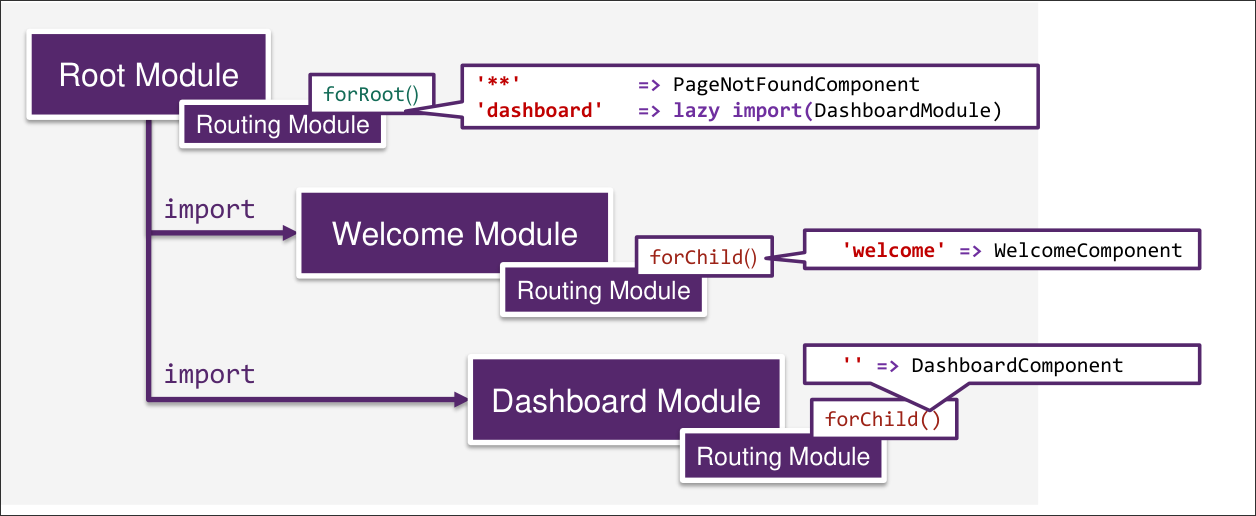 Root Module
Routing Module
forRoot()
'**' => PageNotFoundComponent
'dashboard' => lazy import(DashboardModule)
import
Welcome Module
Routing Module
forChild()
'welcome' => WelcomeComponent
import
Dashboard Module
Routing Module
forChild()
'' => DashboardComponent